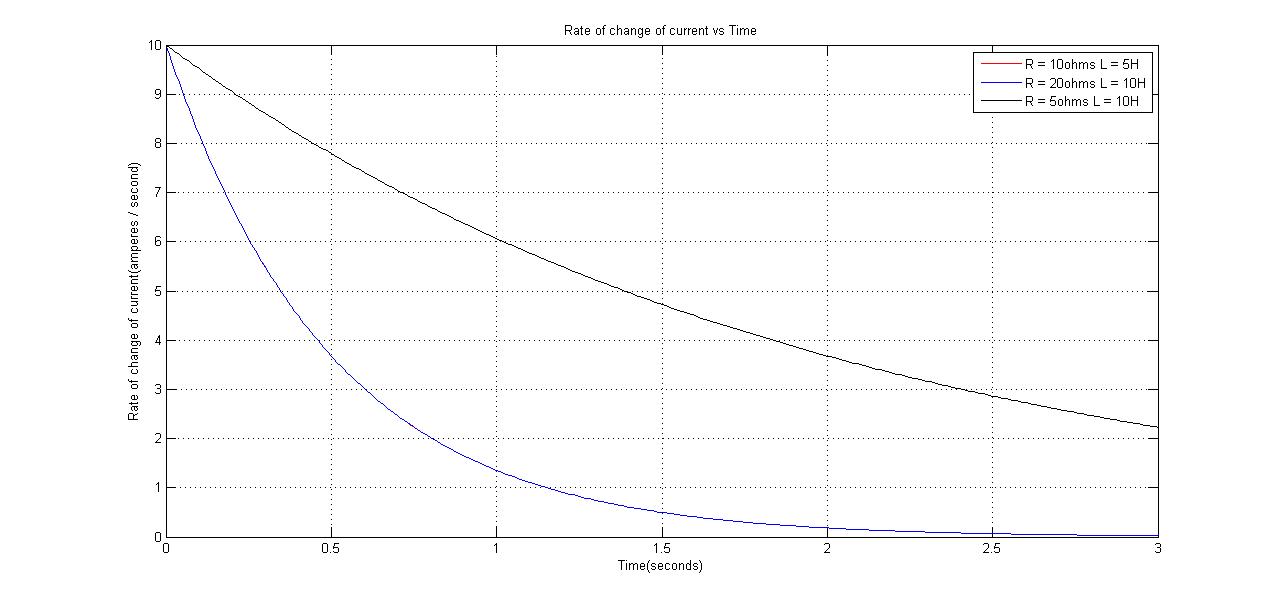 Rate of change of current vs Time
R = 10ohms L = 5H
R = 20ohms L = 10H
R = 5ohms L = 10H
Rate of change of current(amperes / second)
10
9
8
7
6
5
4
3
2
1
0
0 0.5 1 1.5 2 2.5 3
Time(seconds)